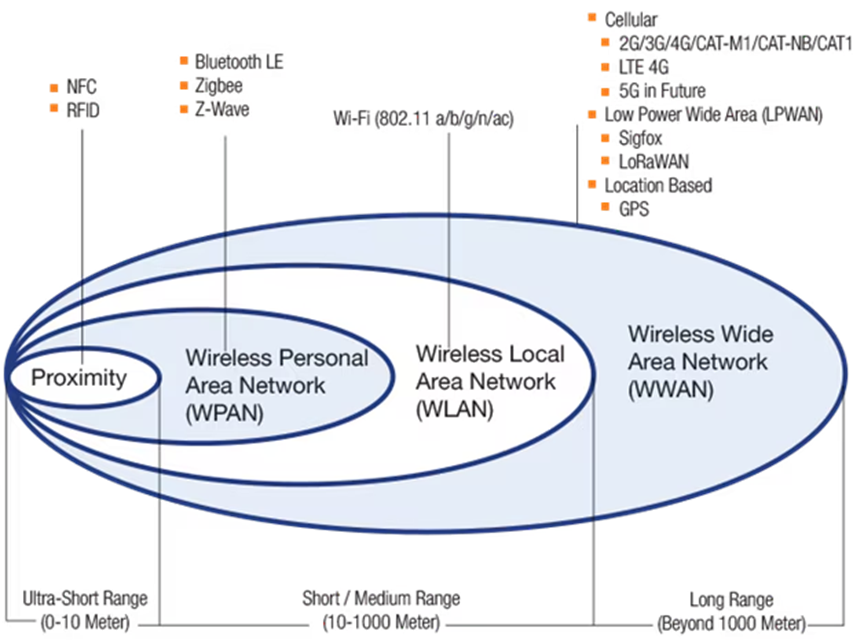 NFC
RFID
Bluetooth LE
Zigbee
Z-Wave
Wi-Fi (802.11 a/b/g/n/ac)
Cellular
2G/3G/4G/CAT-M1/CAT-NB/CAT1
LTE 4G
5G in Future
Low Power Wide Area (LPWAN)
Sigfox
LoRaWAN
Location Based
GPS
Proximity
Wireless Personal
Area Network
(WPAN)
Wireless Local
Area Network
(WLAN)
Wireless Wide
Area Network
(WWAN)
Ultra-Short Range
(0-10 Meter)
Short / Medium Range
(10-1000 Meter)
Long Range
(Beyond 1000 Meter)